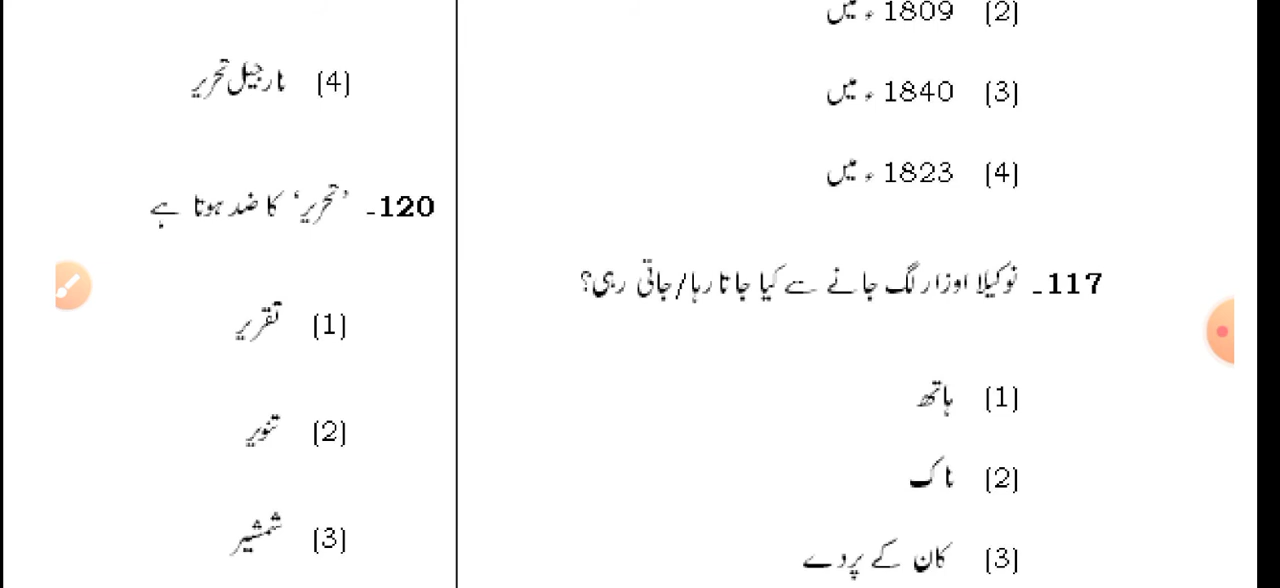 (2) 1809ء میں
(3) 1840ء میں
(4) 1823ء میں
117۔ نوکیلا اوزار لگ جانے سے کیا جاتا رہا/جاتی رہی؟
(1) ہاتھ
(2) ناک
(3) کان کے پردے
(4) نارجیل تحریر
120۔ ’تحریر‘ کا ضد ہوتا ہے
(1) تقریر
(2) تنویر
(3) شمشیر